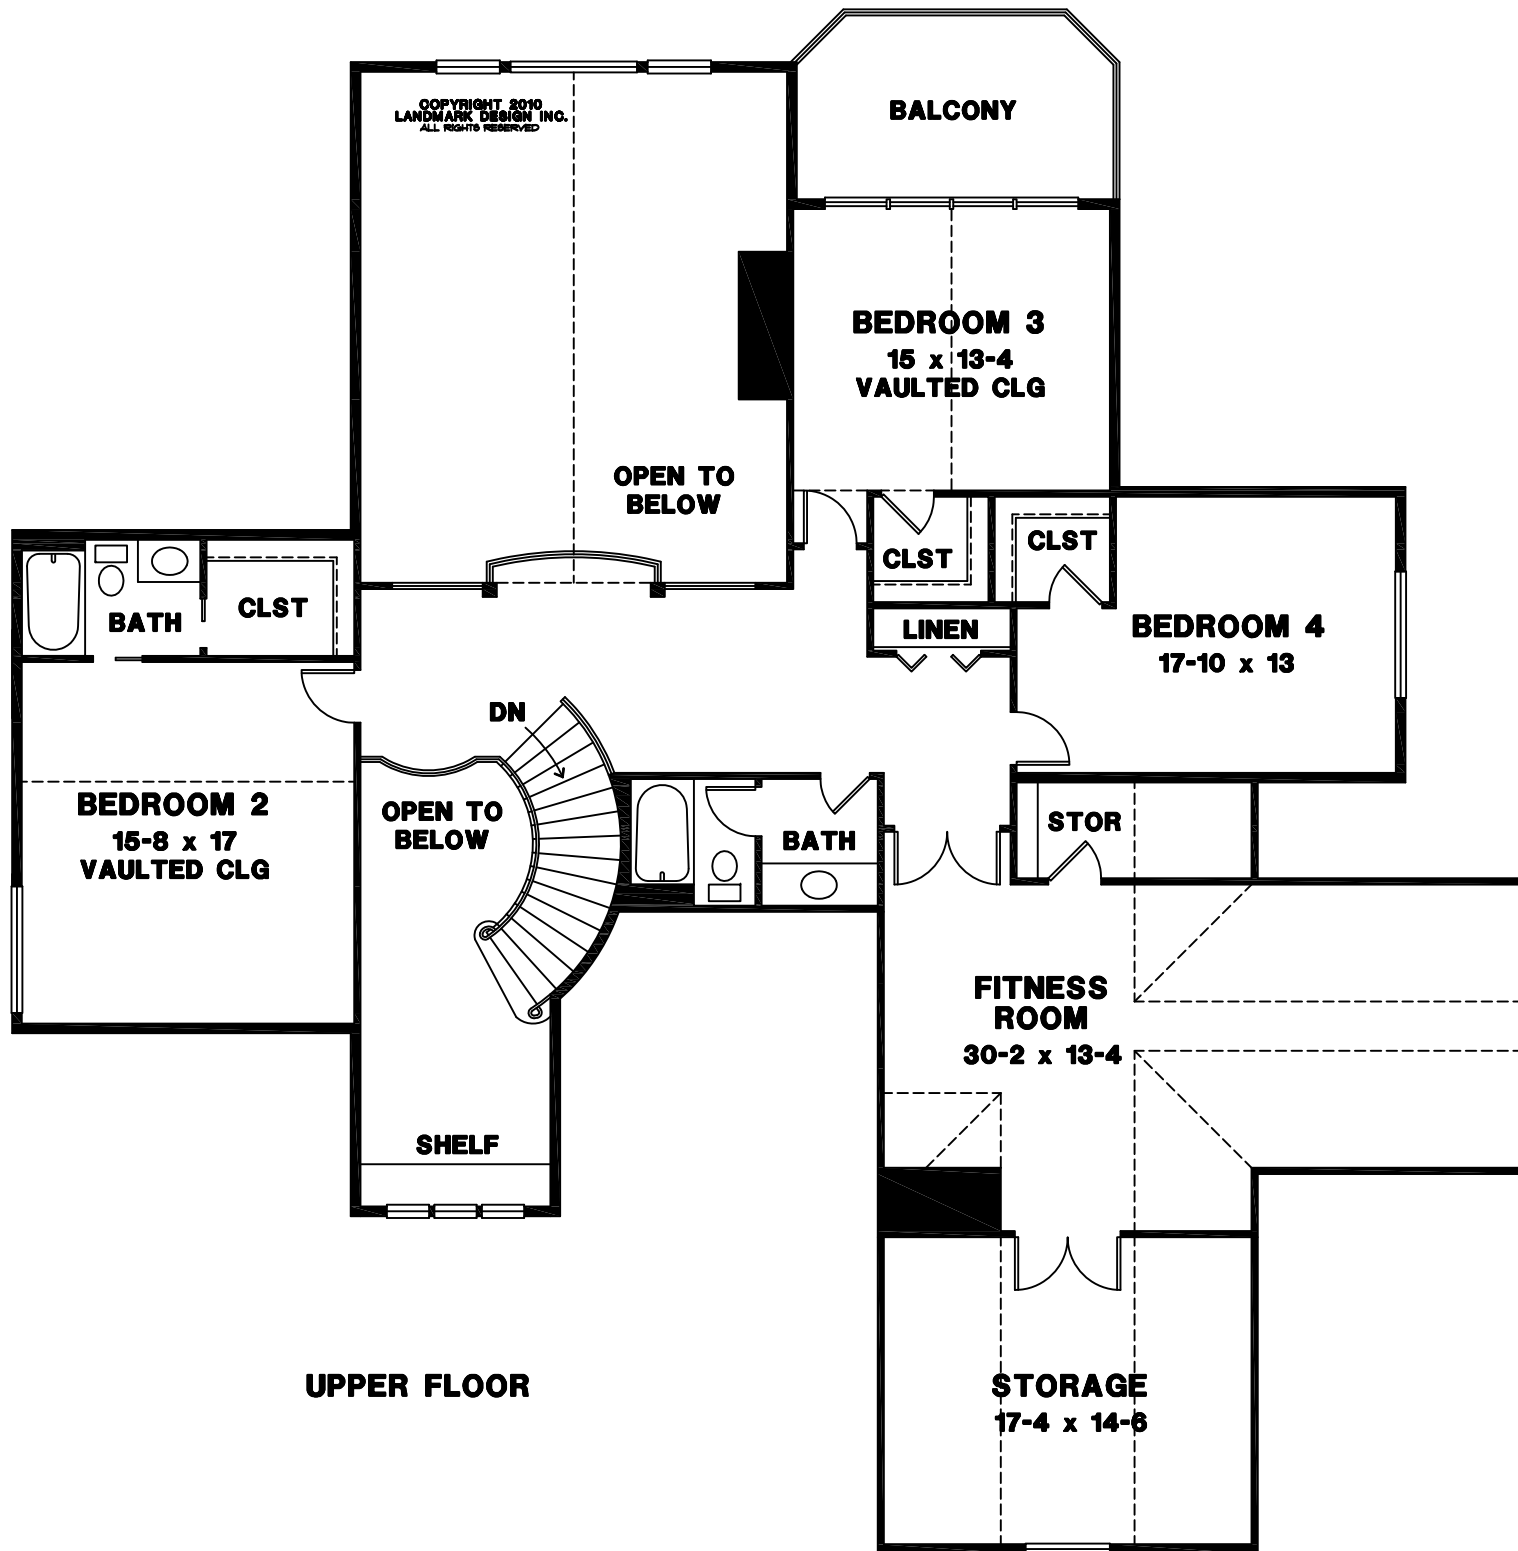 BALCONY
COPYRIGHT 2010
LANDMARK DESIGN INC.
ALL RIGHTS RESERVED
BEDROOM 3
15 x 13-4
VAULTED CLG
OPEN TO
BELOW
CLST
CLST
BATH
CLST
LINEN
BEDROOM 4
17-10 x 13
DN
BEDROOM 2
15-8 x 17
VAULTED CLG
OPEN TO
BELOW
BATH
STOR
FITNESS
ROOM
30-2 x 13-4
SHELF
UPPER FLOOR
STORAGE
17-4 x 14-6